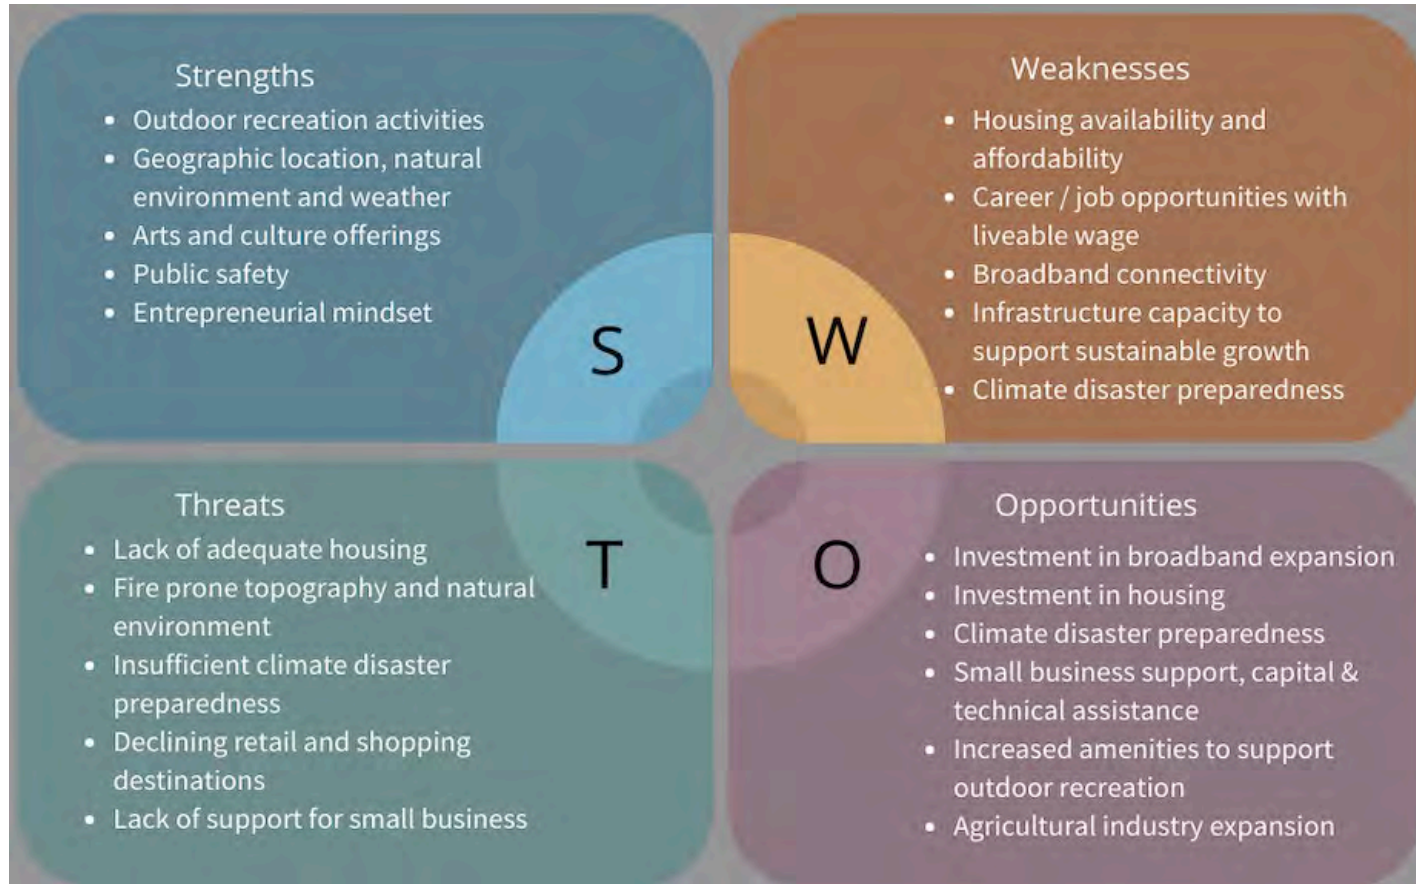 Strengths
• Outdoor recreation activities
• Geographic location, natural
environment and weather
• Arts and culture offerings
• Public safety
• Entrepreneurial mindset
S
Weaknesses
• Housing availability and
affordability
• Career / job opportunities with
liveable wage
• Broadband connectivity
• Infrastructure capacity to
support sustainable growth
• Climate disaster preparedness
W
Threats
• Lack of adequate housing
• Fire prone topography and natural
environment
• Insufficient climate disaster
preparedness
• Declining retail and shopping
destinations
• Lack of support for small business
T
Opportunities
• Investment in broadband expansion
• Investment in housing
• Climate disaster preparedness
• Small business support, capital &
technical assistance
• Increased amenities to support
outdoor recreation
• Agricultural industry expansion
O